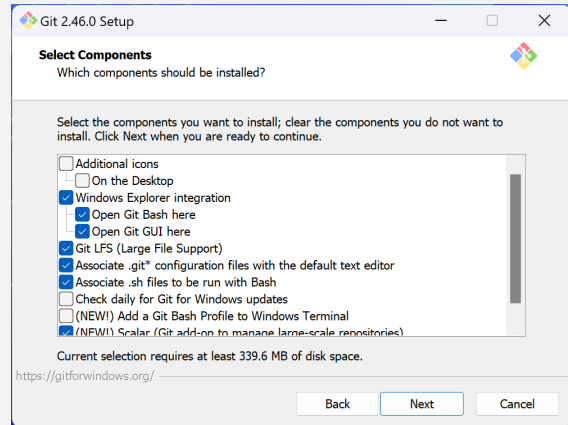 Git 2.46.0 Setup
Select Components
Which components should be installed?
Select the components you want to install; clear the components you do not want to
install. Click Next when you are ready to continue.
Additional icons
On the Desktop
Windows Explorer integration
Open Git Bash here
Open Git GUI here
Git LFS (Large File Support)
Associate .git* configuration files with the default text editor
Associate .sh files to be run with Bash
Check daily for Git for Windows updates
(NEW!) Add a Git Bash Profile to Windows Terminal
(NEW!) Scalar (Git add-on to manage large-scale repositories)
Current selection requires at least 339.6 MB of disk space.
https://gitforwindows.org/
Back Next Cancel